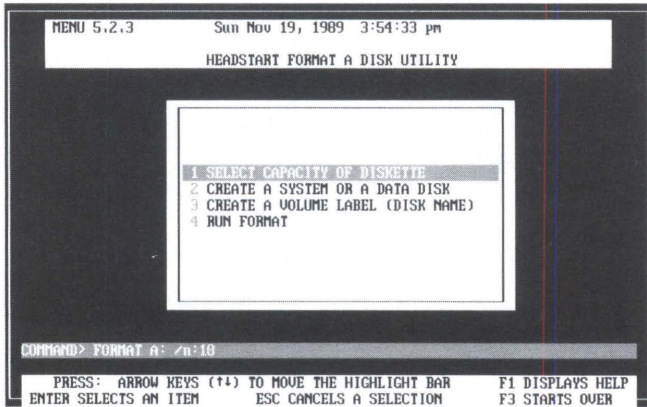 MENU 5.2.3 Sun Nov 19, 1989 3:54:33 pm
HEADSTART FORMAT A DISK UTILITY
1 SELECT CAPACITY OF DISKETTE
2 CREATE A SYSTEM OR A DATA DISK
3 CREATE A VOLUME LABEL (DISK NAME)
4 RUN FORMAT
COMMAND> FORMAT A: /n:18
PRESS: ARROW KEYS (↑↓) TO MOVE THE HIGHLIGHT BAR F1 DISPLAYS HELP
ENTER SELECTS AN ITEM ESC CANCELS A SELECTION F3 STARTS OVER